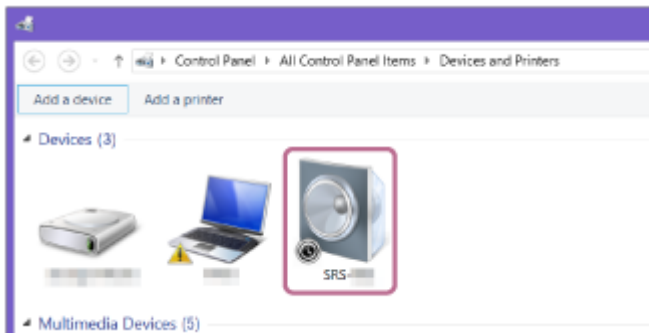 Control Panel ▸ All Control Panel Items ▸ Devices and Printers
Add a device Add a printer
Devices (3)
SRS-
Multimedia Devices (5)